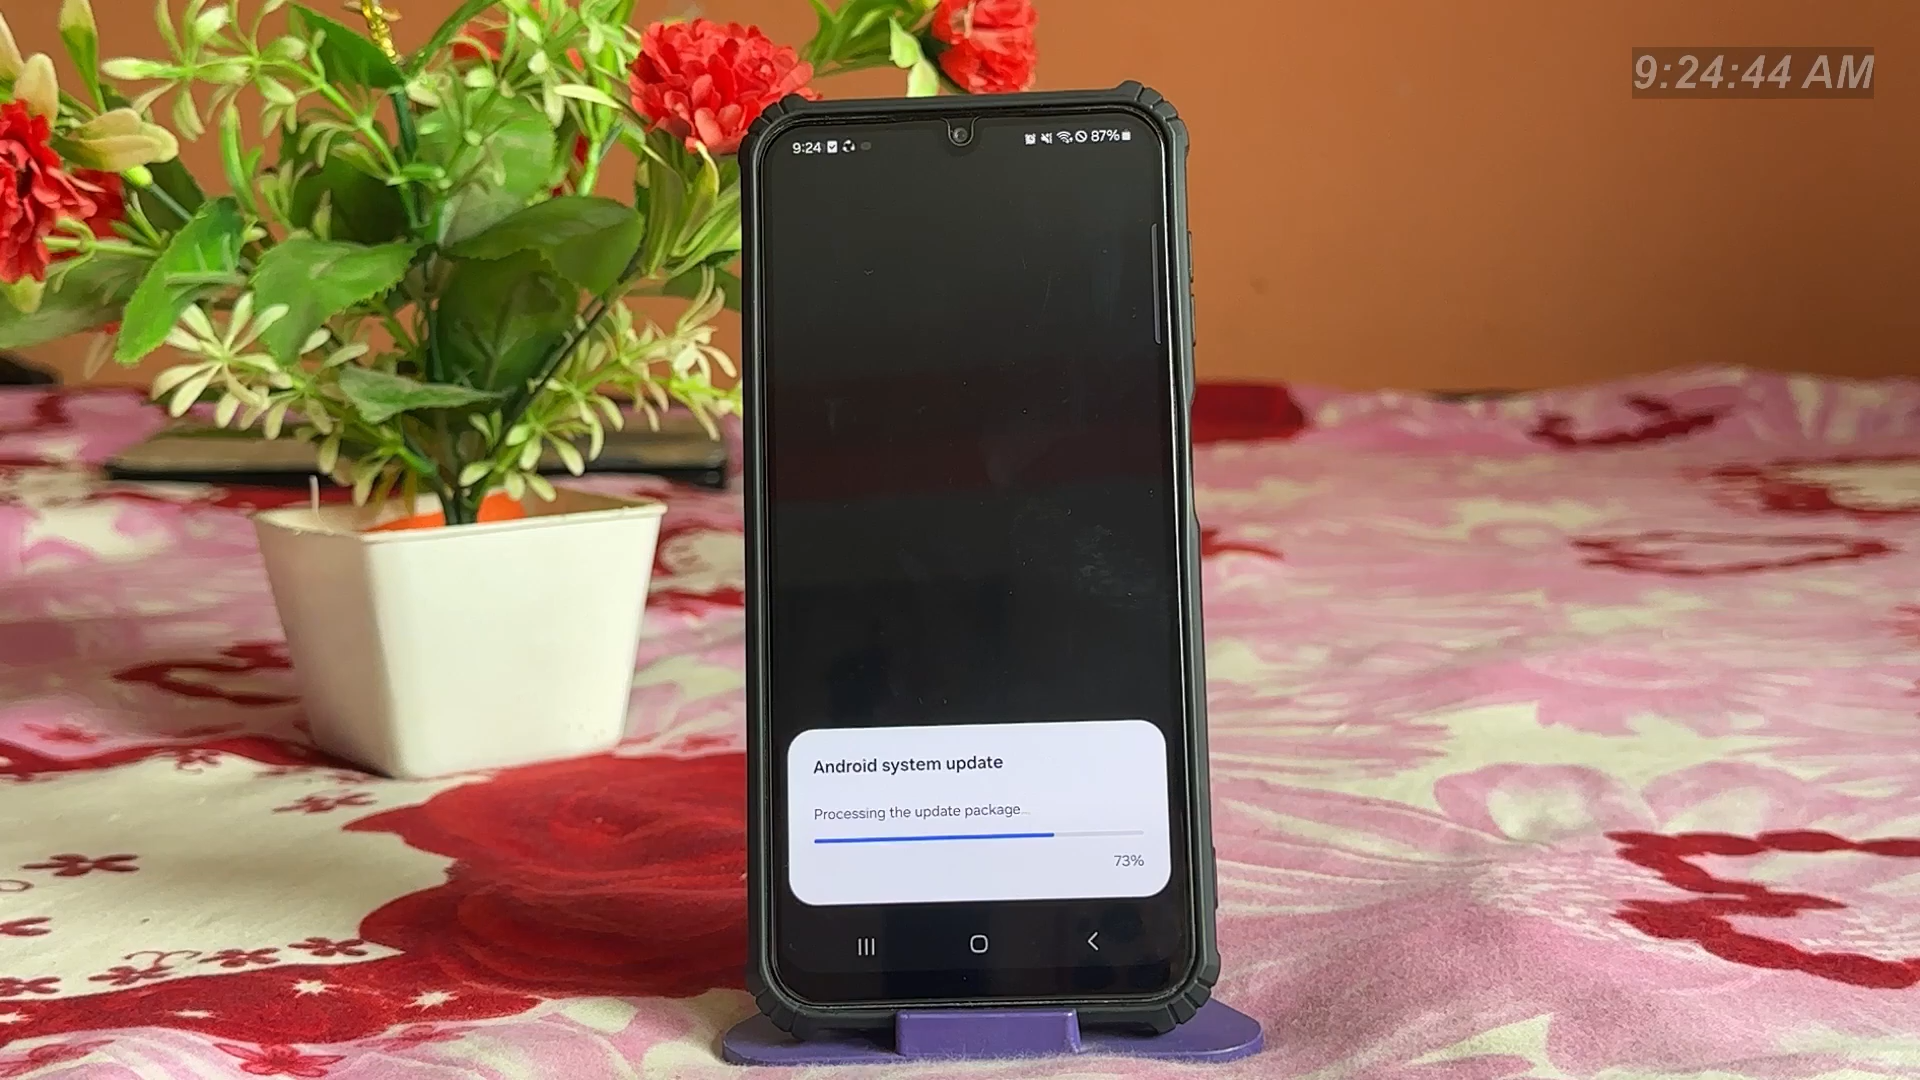 9:24:44 AM
9:24
87%
Android system update
Processing the update package...
73%